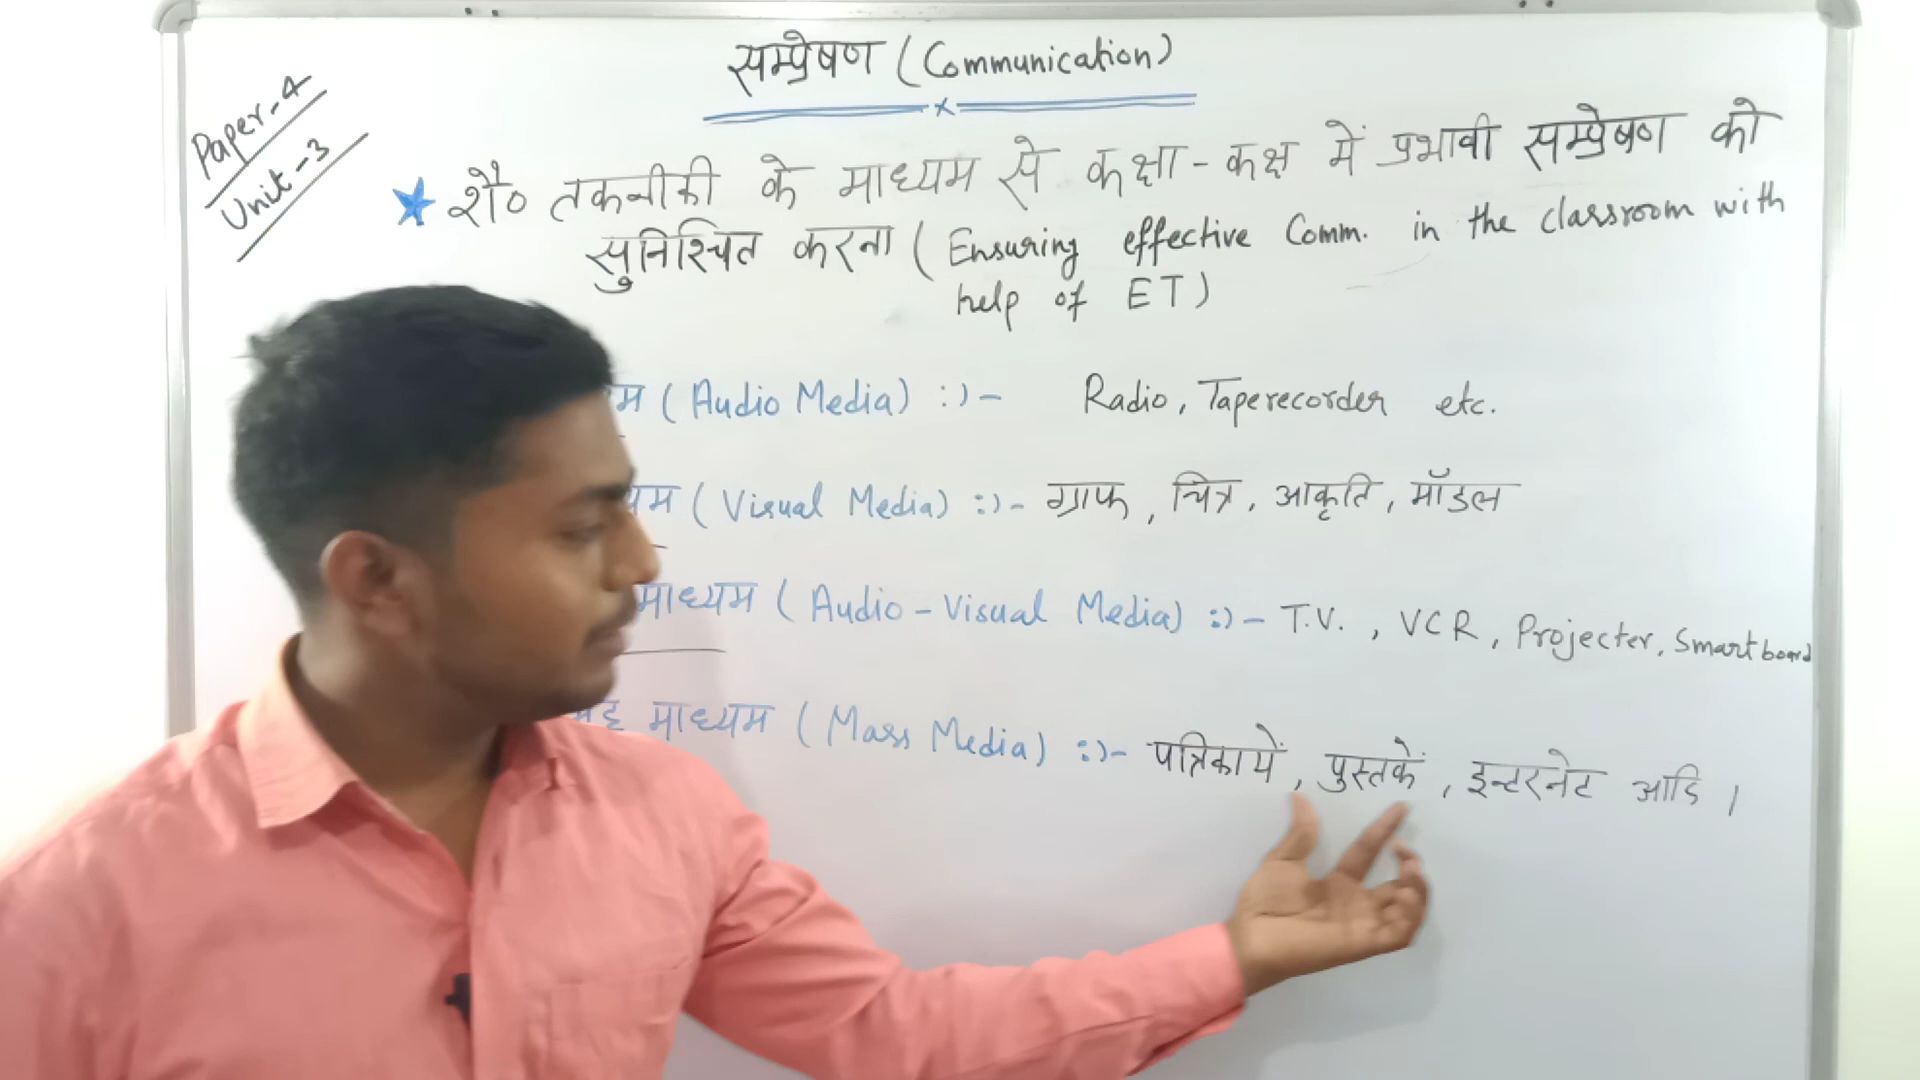 सम्प्रेषण (Communication)
Paper-4
Unit-3
शै० तकनीकी के माध्यम से कक्षा-कक्ष में प्रभावी सम्प्रेषण को
सुनिश्चित करना ( Ensuring effective Comm. in the classroom with
help of ET)
(Audio Media) :)- Radio, Taperecorder etc.
(Visual Media) :)- ग्राफ, चित्र, आकृति, मॉडल
माध्यम (Audio-Visual Media) :)- T.V., VCR, Projecter, Smartboard
माध्यम (Mass Media) :)- पत्रिकायें, पुस्तकें, इन्टरनेट आदि।